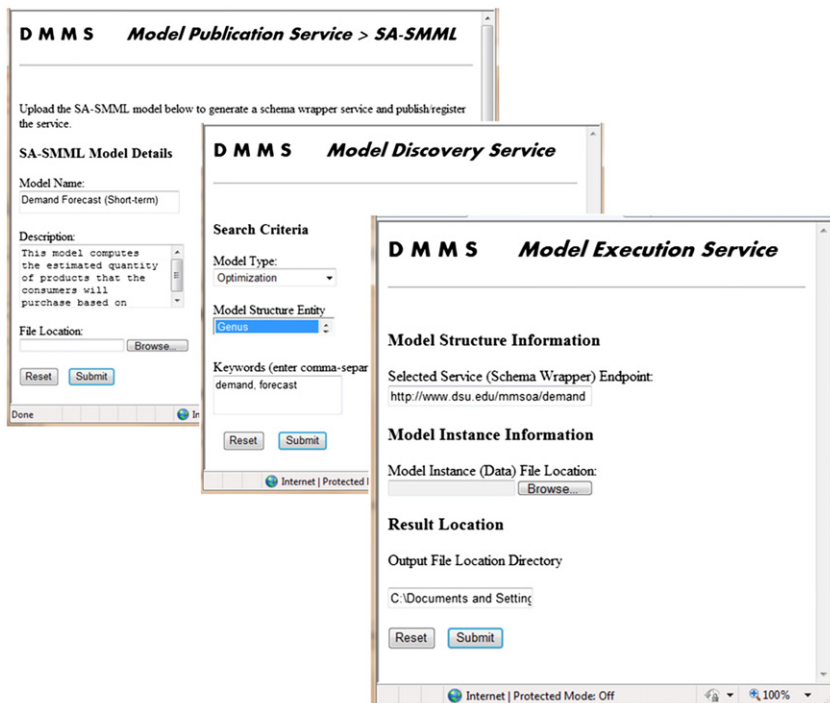 D M M S Model Publication Service > SA-SMML
Upload the SA-SMML model below to generate a schema wrapper service and publish/register
the service.
SA-SMML Model Details
Model Name:
Demand Forecast (Short-term)
Description:
This model computes
the estimated quantity
of products that the
consumers will
purchase based on
File Location:
Browse...
Reset Submit
Done
D M M S Model Discovery Service
Search Criteria
Model Type:
Optimization
Model Structure Entity
Genus
Keywords (enter comma-separ
demand, forecast
Reset Submit
Internet | Protected
D M M S Model Execution Service
Model Structure Information
Selected Service (Schema Wrapper) Endpoint:
http://www.dsu.edu/mmsoa/demand
Model Instance Information
Model Instance (Data) File Location:
Browse...
Result Location
Output File Location Directory
C:\Documents and Setting
Reset Submit
Internet | Protected Mode: Off 100%